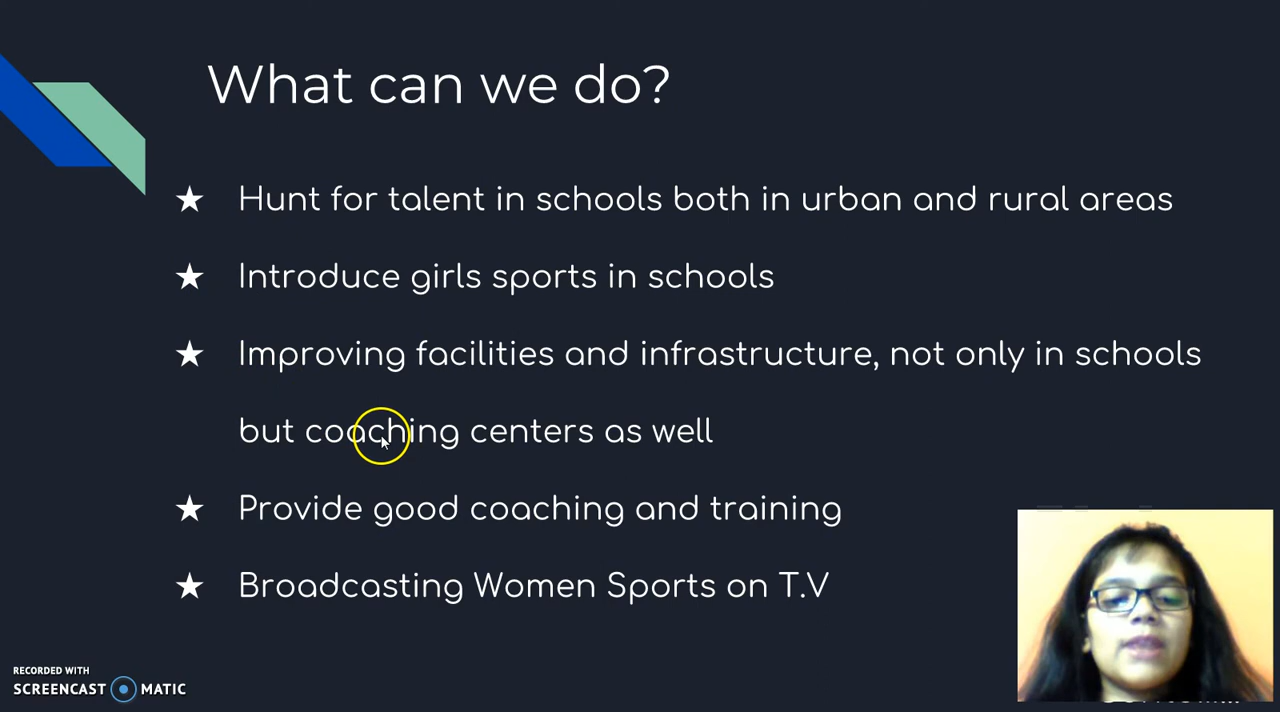 What can we do?
★ Hunt for talent in schools both in urban and rural areas
★ Introduce girls sports in schools
★ Improving facilities and infrastructure, not only in schools
but coaching centers as well
★ Provide good coaching and training
★ Broadcasting Women Sports on T.V
RECORDED WITH
SCREENCAST MATIC